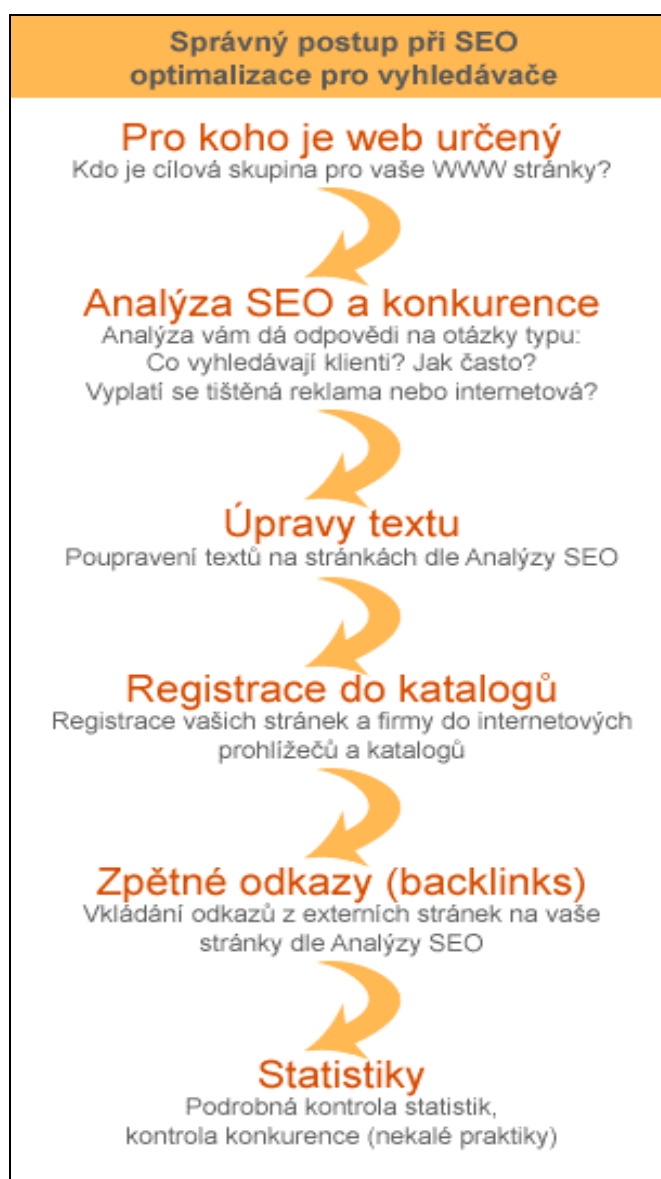 Správný postup při SEO
optimalizace pro vyhledávače
Pro koho je web určený
Kdo je cílová skupina pro vaše WWW stránky?
Analýza SEO a konkurence
Analýza vám dá odpovědi na otázky typu:
Co vyhledávají klienti? Jak často?
Vyplatí se tištěná reklama nebo internetová?
Úpravy textu
Poupravení textů na stránkách dle Analýzy SEO
Registrace do katalogů
Registrace vašich stránek a firmy do internetových
prohlížečů a katalogů
Zpětné odkazy (backlinks)
Vkládání odkazů z externích stránek na vaše
stránky dle Analýzy SEO
Statistiky
Podrobná kontrola statistik,
kontrola konkurence (nekalé praktiky)